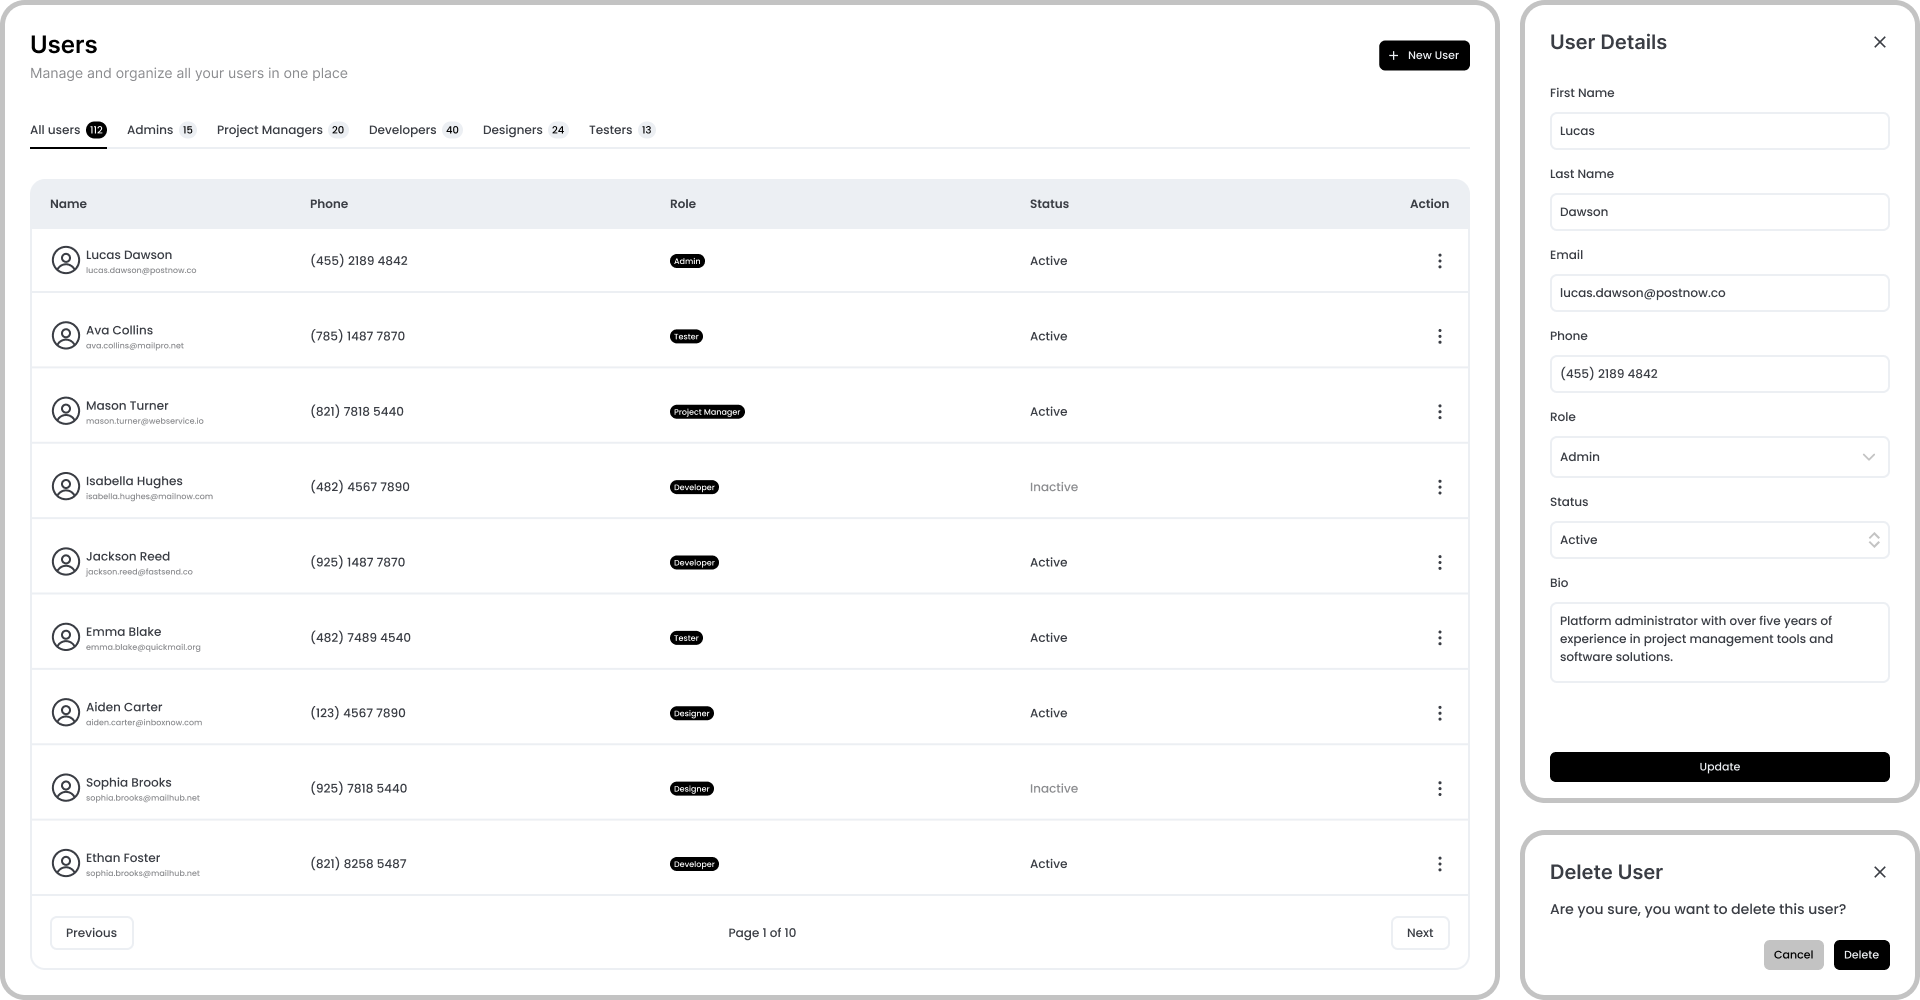 Users
Manage and organize all your users in one place
+ New User
All users 112 Admins 15 Project Managers 20 Developers 40 Designers 24 Testers 13
Name Phone Role Status Action
Lucas Dawson
lucas.dawson@postnow.co
(455) 2189 4842 Admin Active
Ava Collins
ava.collins@mailpro.net
(785) 1487 7870 Tester Active
Mason Turner
mason.turner@webservice.io
(821) 7818 5440 Project Manager Active
Isabella Hughes
isabella.hughes@mailnow.com
(482) 4567 7890 Developer Inactive
Jackson Reed
jackson.reed@fastsend.co
(925) 1487 7870 Developer Active
Emma Blake
emma.blake@quickmail.org
(482) 7489 4540 Tester Active
Aiden Carter
aiden.carter@inboxnow.com
(123) 4567 7890 Designer Active
Sophia Brooks
sophia.brooks@mailhub.net
(925) 7818 5440 Designer Inactive
Ethan Foster
sophia.brooks@mailhub.net
(821) 8258 5487 Developer Active
Previous Page 1 of 10 Next
User Details
First Name
Lucas
Last Name
Dawson
Email
lucas.dawson@postnow.co
Phone
(455) 2189 4842
Role
Admin
Status
Active
Bio
Platform administrator with over five years of
experience in project management tools and
software solutions.
Update
Delete User
Are you sure, you want to delete this user?
Cancel Delete